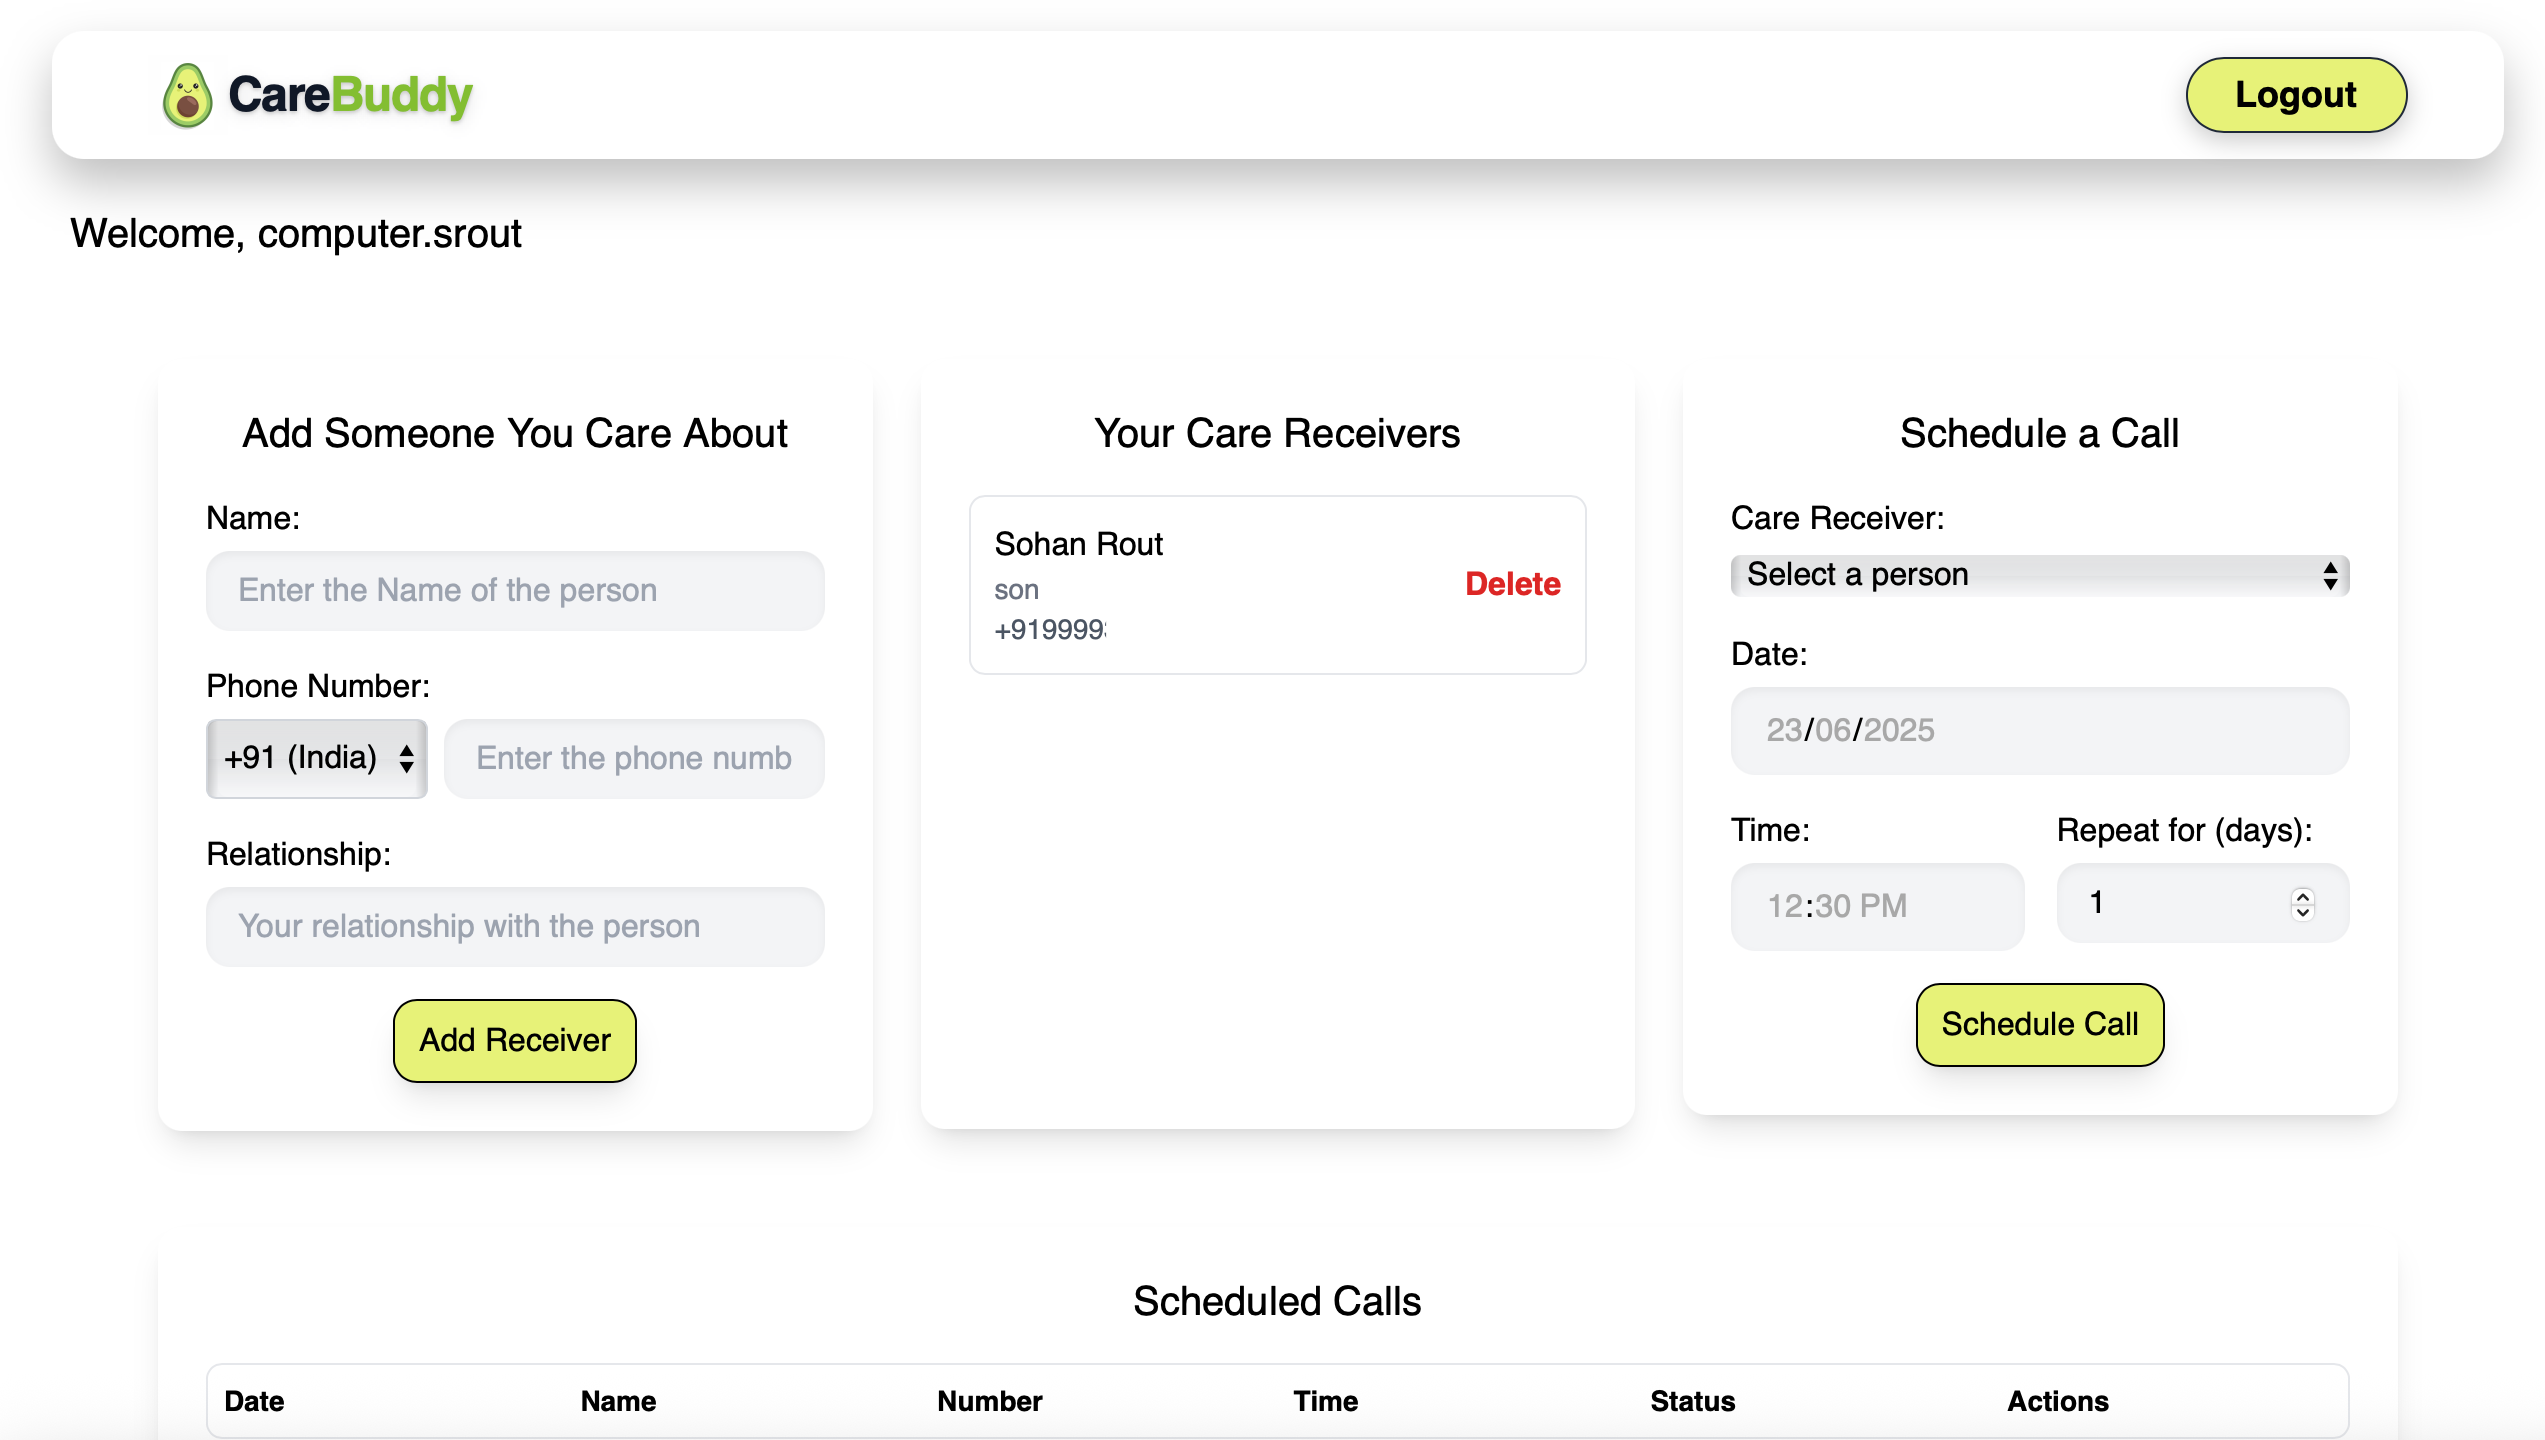 CareBuddy
Logout
Welcome, computer.srout
Add Someone You Care About
Name:
Enter the Name of the person
Phone Number:
+91 (India)
Enter the phone numb
Relationship:
Your relationship with the person
Add Receiver
Your Care Receivers
Sohan Rout
son
+919999
Delete
Schedule a Call
Care Receiver:
Select a person
Date:
23/06/2025
Time:
Repeat for (days):
12:30 PM
1
Schedule Call
Scheduled Calls
Date Name Number Time Status Actions